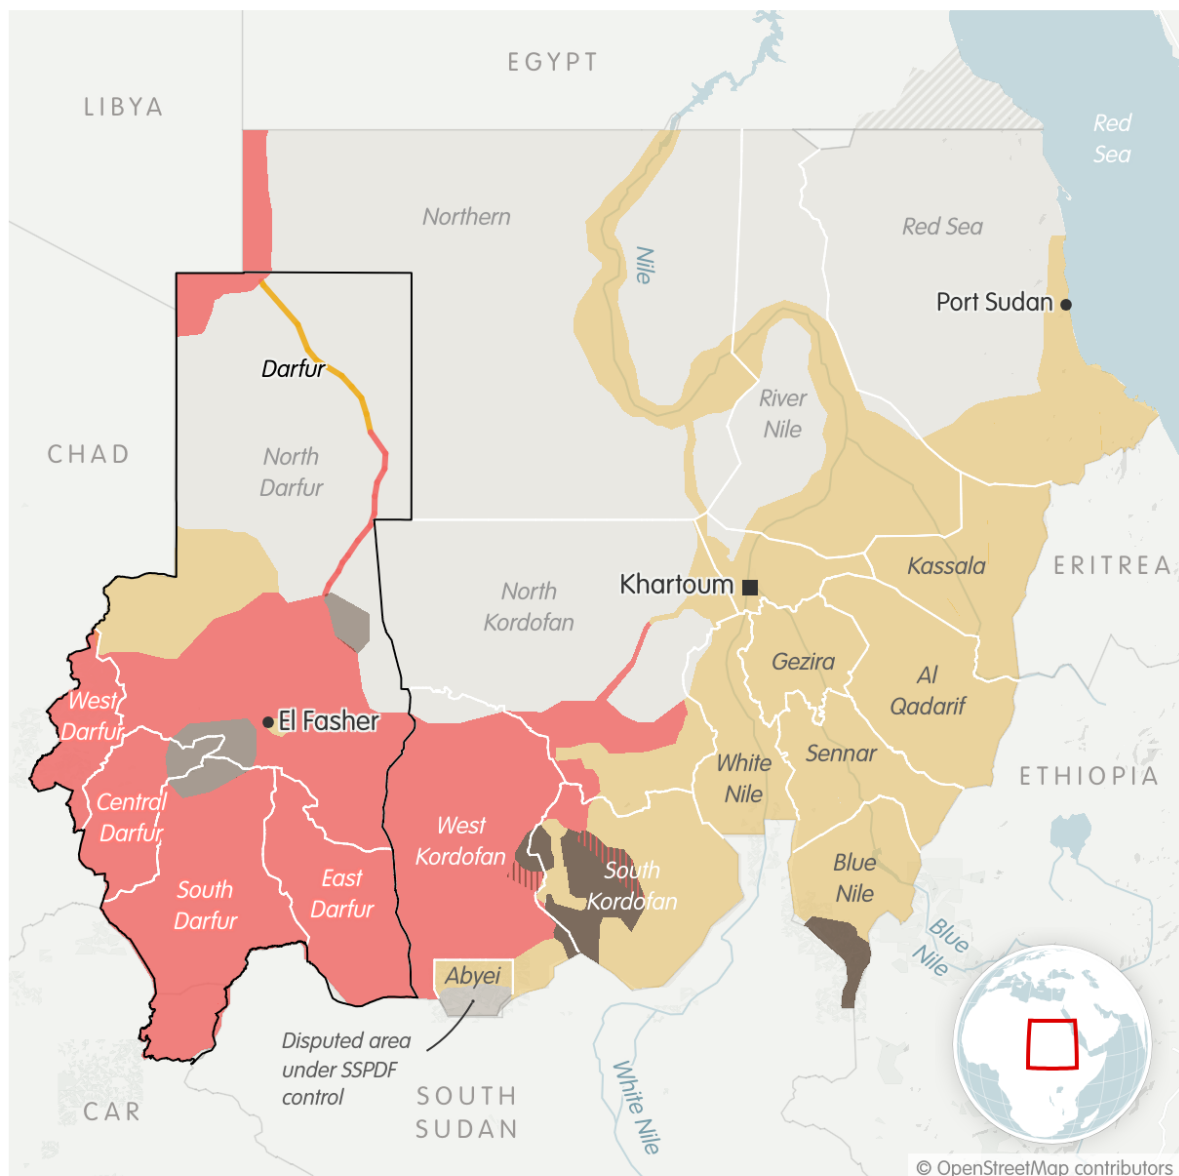 EGYPT
LIBYA
Red
Sea
Northern
Red Sea
Nile
Port Sudan
Darfur
River
Nile
CHAD
North
Darfur
Kassala
ERITREA
Khartoum
North
Kordofan
Gezira
Al
Qadarif
West
Darfur
El Fasher
Sennar
White
Nile
ETHIOPIA
Central
Darfur
West
Kordofan
South
Kordofan
Blue
Nile
East
Darfur
South
Darfur
Blue
Nile
Abyei
Disputed area
under SSPDF
control
White Nile
SOUTH
SUDAN
CAR
© OpenStreetMap contributors